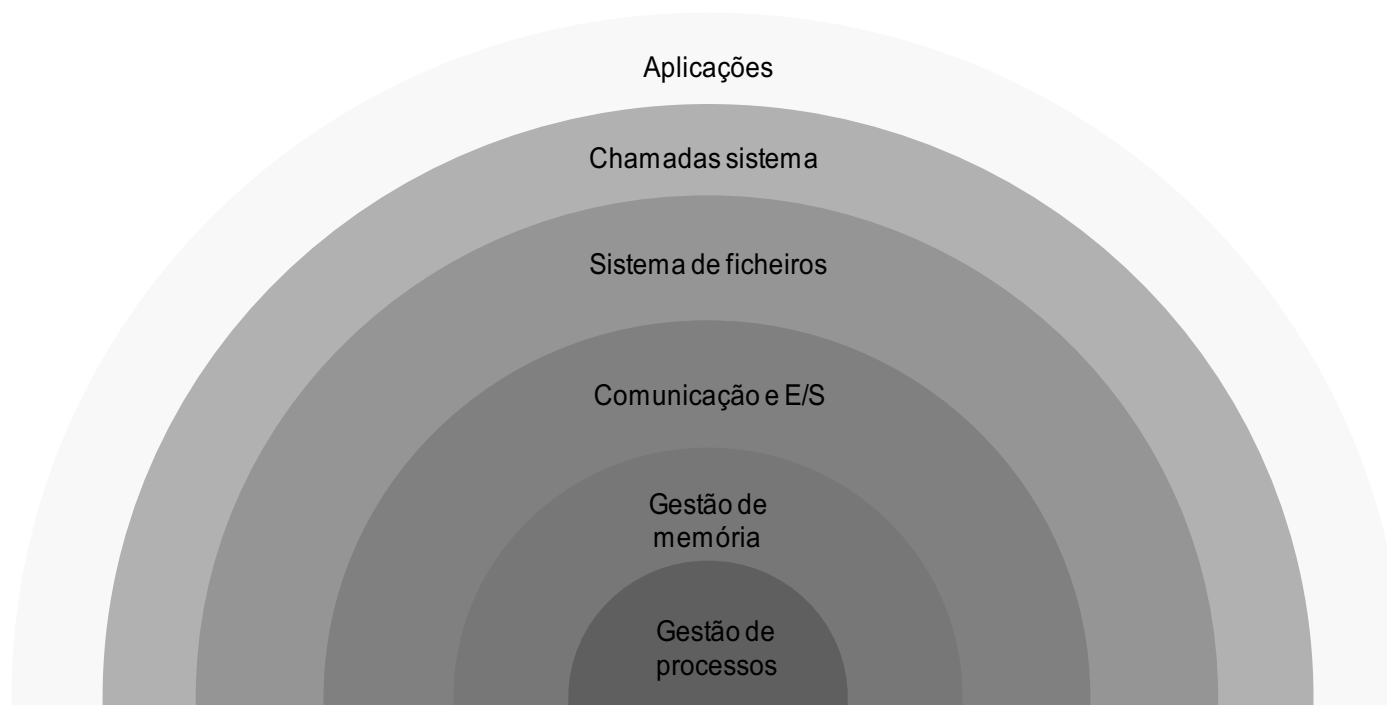 Aplicações
Chamadas sistema
Sistema de ficheiros
Comunicação e E/S
Gestão de
memória
Gestão de
processos